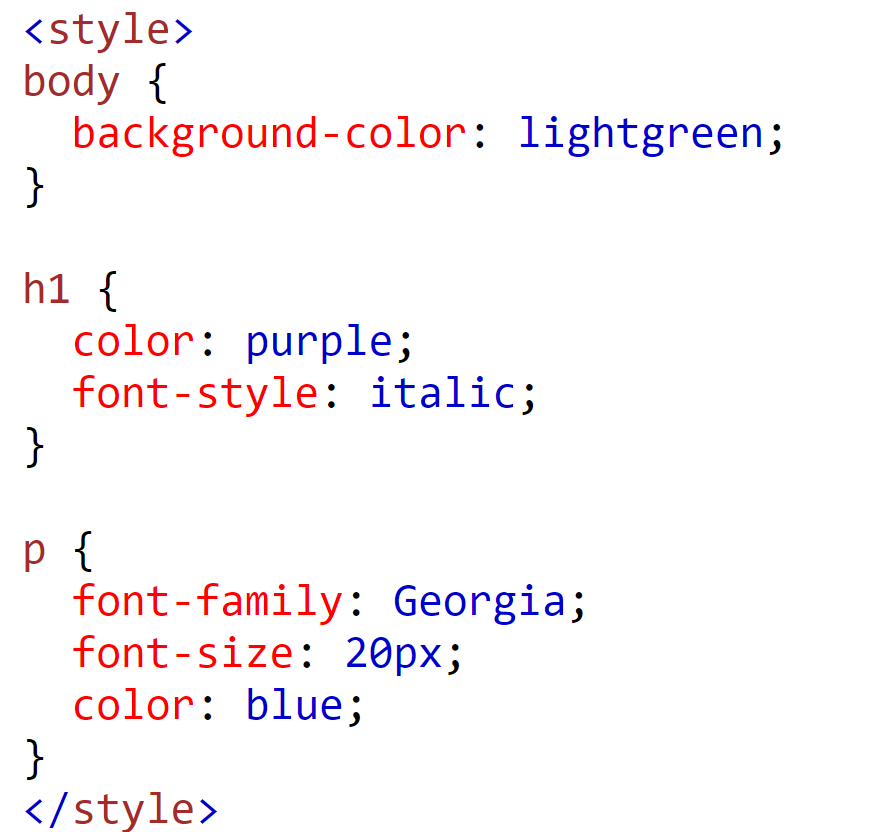 <style>
body {
  background-color: lightgreen;
}

h1 {
  color: purple;
  font-style: italic;
}

p {
  font-family: Georgia;
  font-size: 20px;
  color: blue;
}
</style>